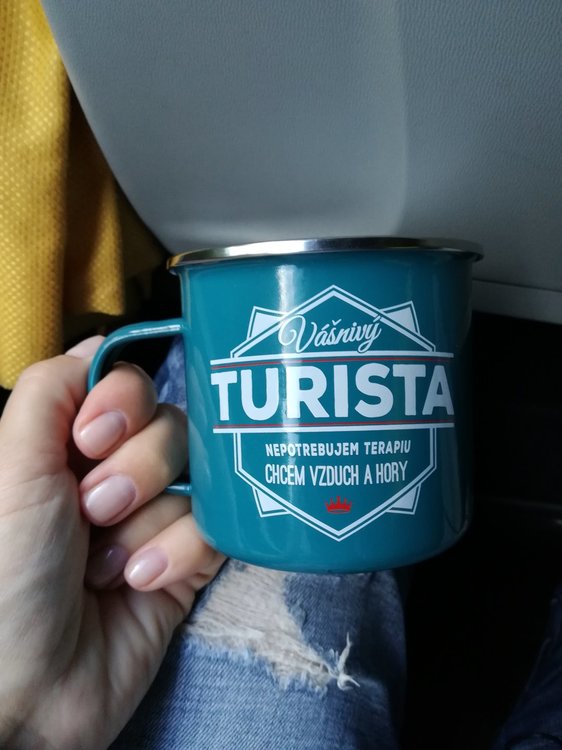 Vášnivý
TURISTA
NEPOTREBUJEM TERAPIU
CHCEM VZDUCH A HORY